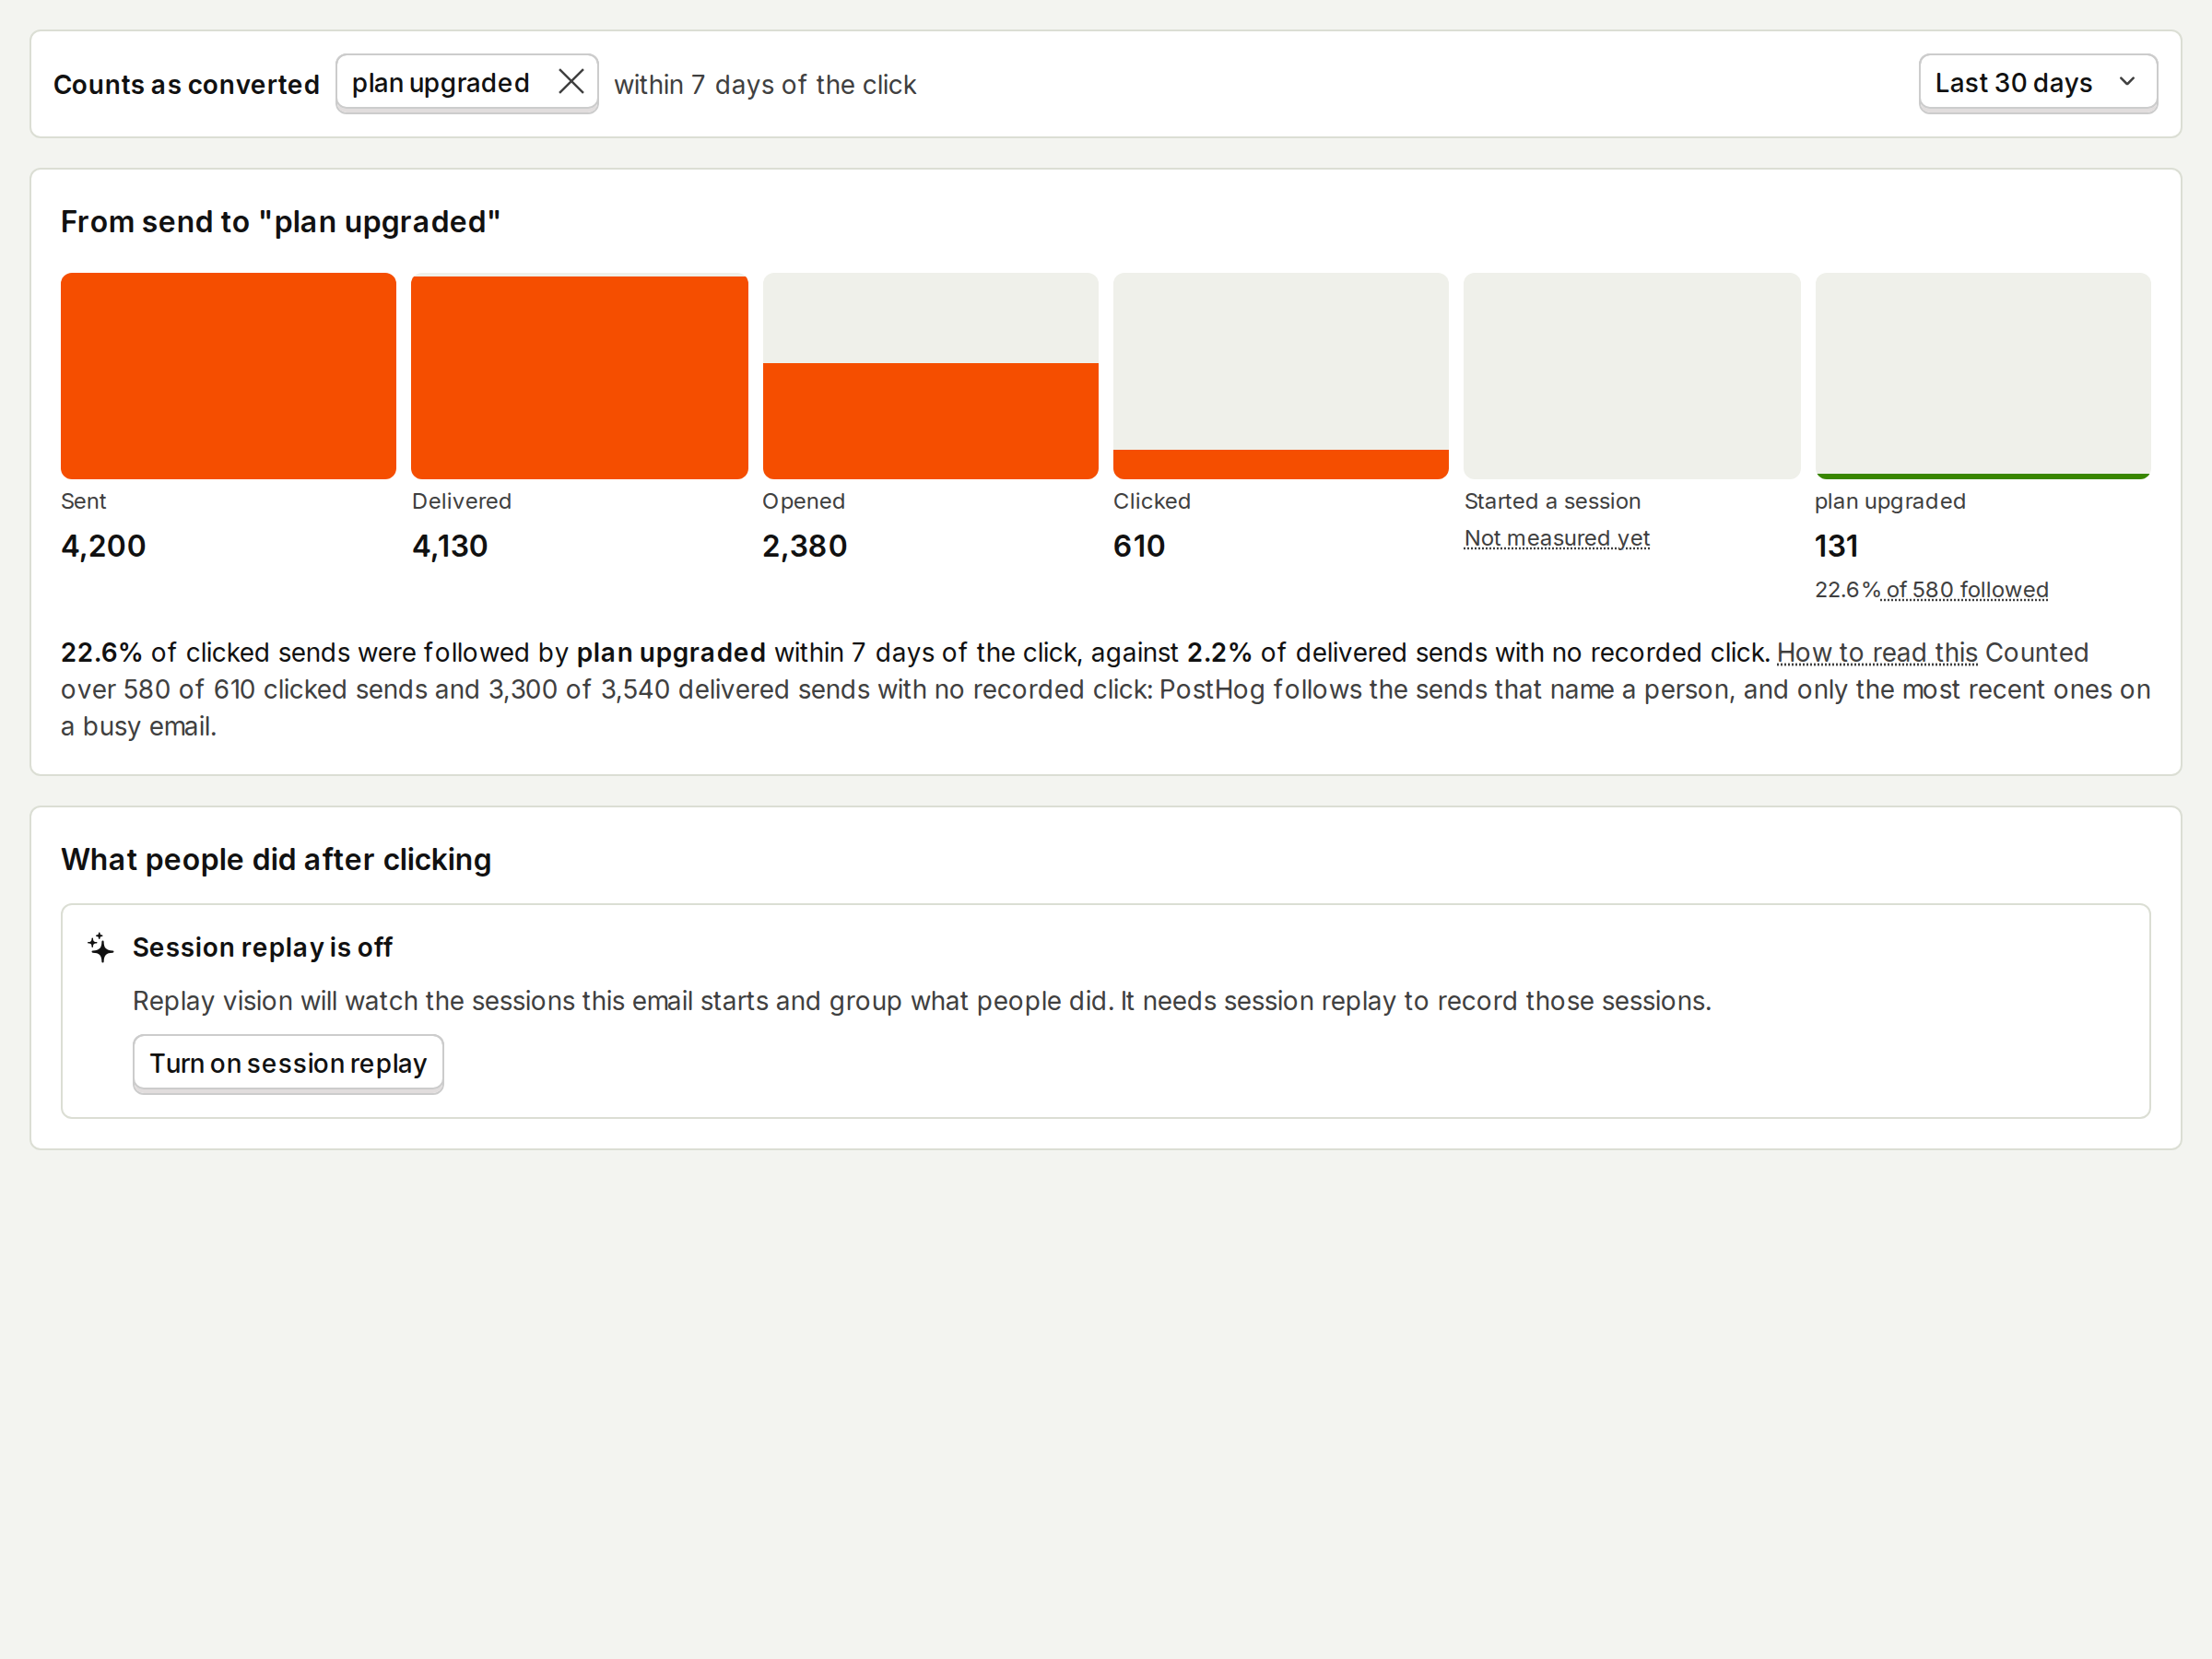 Counts as converted plan upgraded within 7 days of the click Last 30 days
From send to "plan upgraded"
Sent Delivered Opened Clicked Started a session plan upgraded
4,200 4,130 2,380 610 Not measured yet 131
22.6% of 580 followed
22.6% of clicked sends were followed by plan upgraded within 7 days of the click, against 2.2% of delivered sends with no recorded click. How to read this Counted
over 580 of 610 clicked sends and 3,300 of 3,540 delivered sends with no recorded click: PostHog follows the sends that name a person, and only the most recent ones on
a busy email.
What people did after clicking
Session replay is off
Replay vision will watch the sessions this email starts and group what people did. It needs session replay to record those sessions.
Turn on session replay